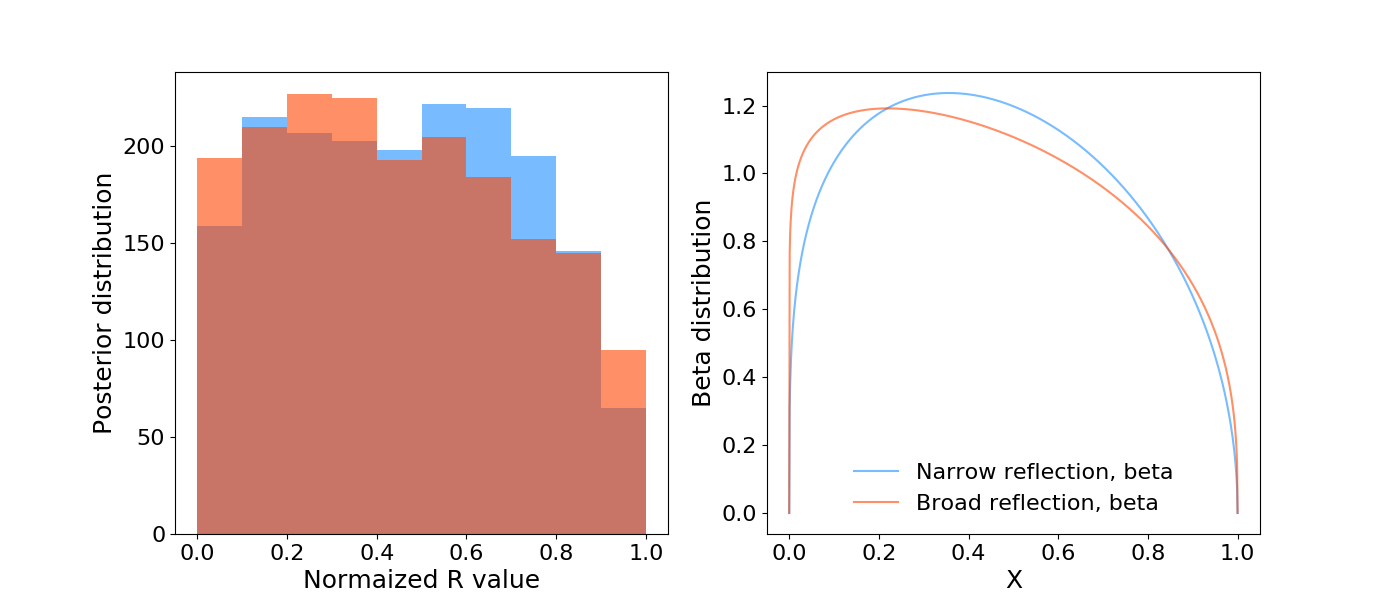 Posterior distribution
200
150
100
50
0
0.0 0.2 0.4 0.6 0.8 1.0
Normaized R value
Beta distribution
1.2
1.0
0.8
0.6
0.4
0.2
0.0
Narrow reflection, beta
Broad reflection, beta
0.0 0.2 0.4 0.6 0.8 1.0
X